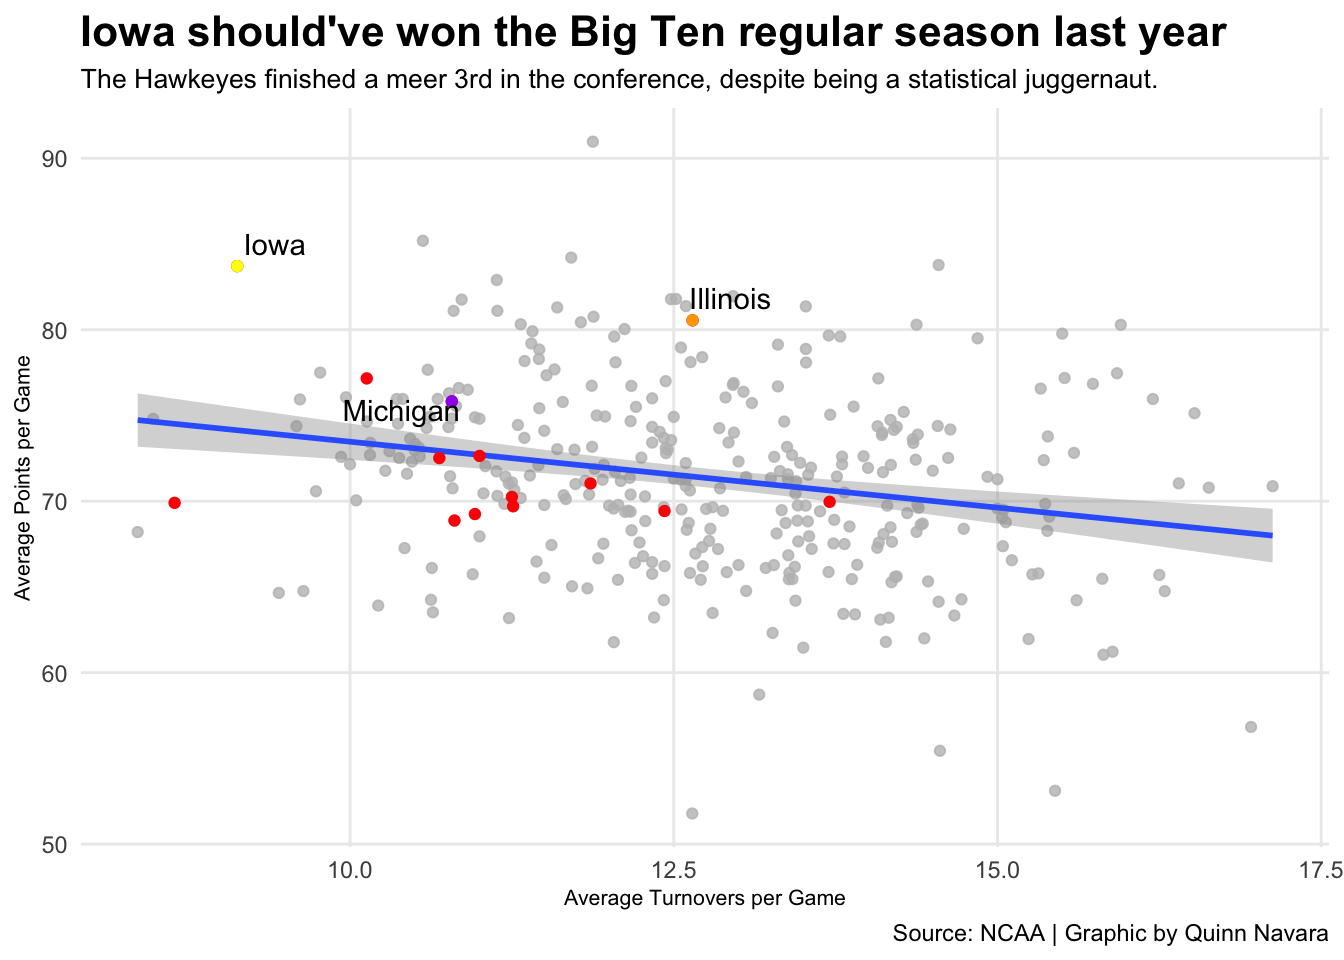 Iowa should've won the Big Ten regular season last year
The Hawkeyes finished a meer 3rd in the conference, despite being a statistical juggernaut.
90
Iowa
Illinois
80
Michigan
Average Points per Game
70
60
50
10.0 12.5 15.0 17.5
Average Turnovers per Game
Source: NCAA | Graphic by Quinn Navara